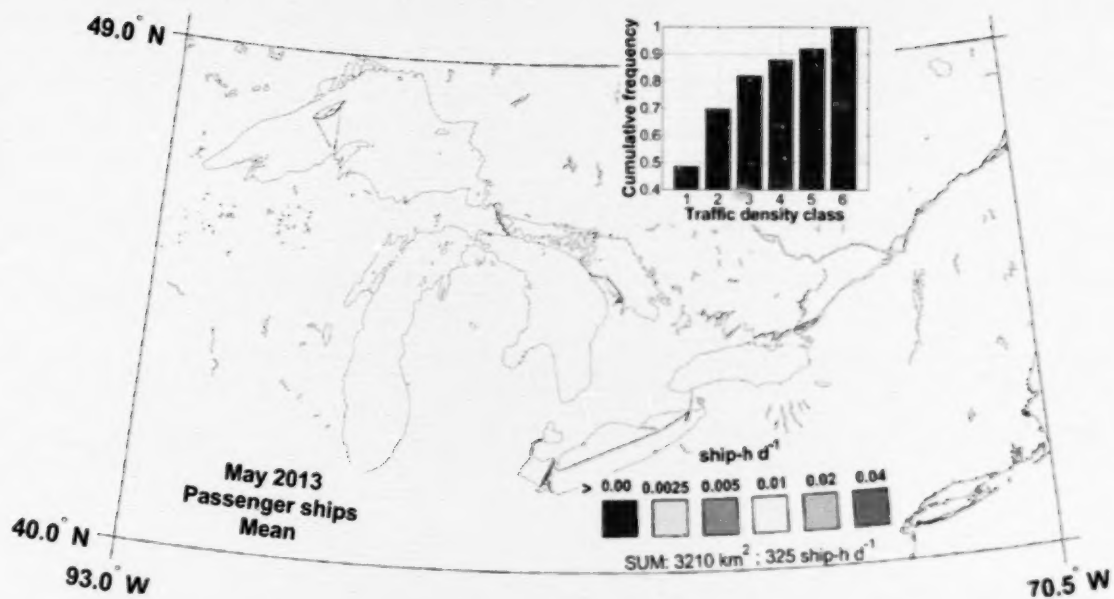 49.0° N
1
0.9
0.8
0.7
0.6
0.5
0.4
Cumulative frequency
1 2 3 4 5 6
Traffic density class
May 2013
Passenger ships
Mean
ship-h d⁻¹
> 0.00 0.0025 0.005 0.01 0.02 0.04
SUM: 3210 km² ; 325 ship-h d⁻¹
40.0° N
93.0° W
70.5° W